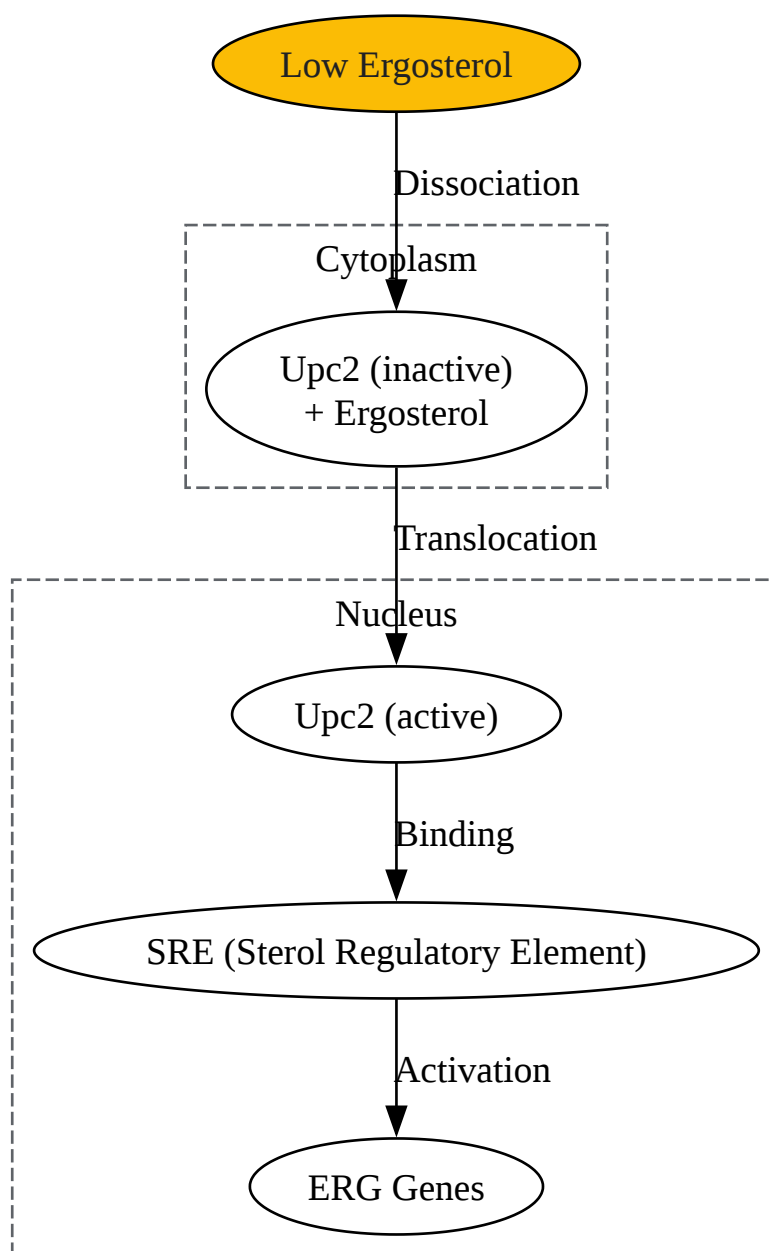 Low Ergosterol
Dissociation
Cytoplasm
Upc2 (inactive)
+ Ergosterol
Translocation
Nucleus
Upc2 (active)
Binding
SRE (Sterol Regulatory Element)
Activation
ERG Genes